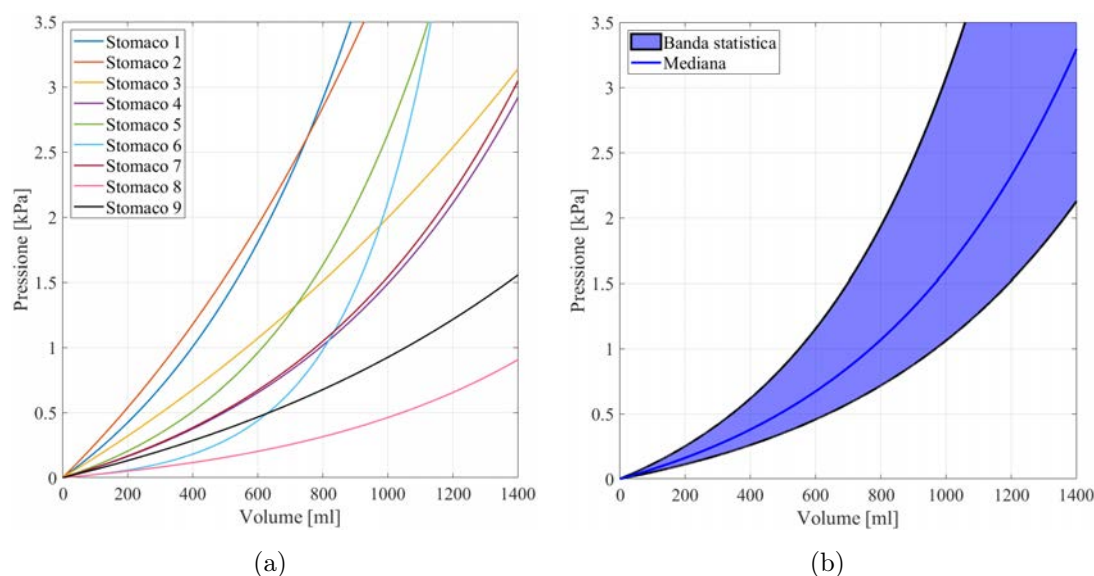 3.5
3
2.5
2
1.5
1
0.5
0
Pressione [kPa]
Stomaco 1
Stomaco 2
Stomaco 3
Stomaco 4
Stomaco 5
Stomaco 6
Stomaco 7
Stomaco 8
Stomaco 9
0 200 400 600 800 1000 1200 1400
Volume [ml]
(a)
3.5
3
2.5
2
1.5
1
0.5
0
Pressione [kPa]
Banda statistica
Mediana
0 200 400 600 800 1000 1200 1400
Volume [ml]
(b)